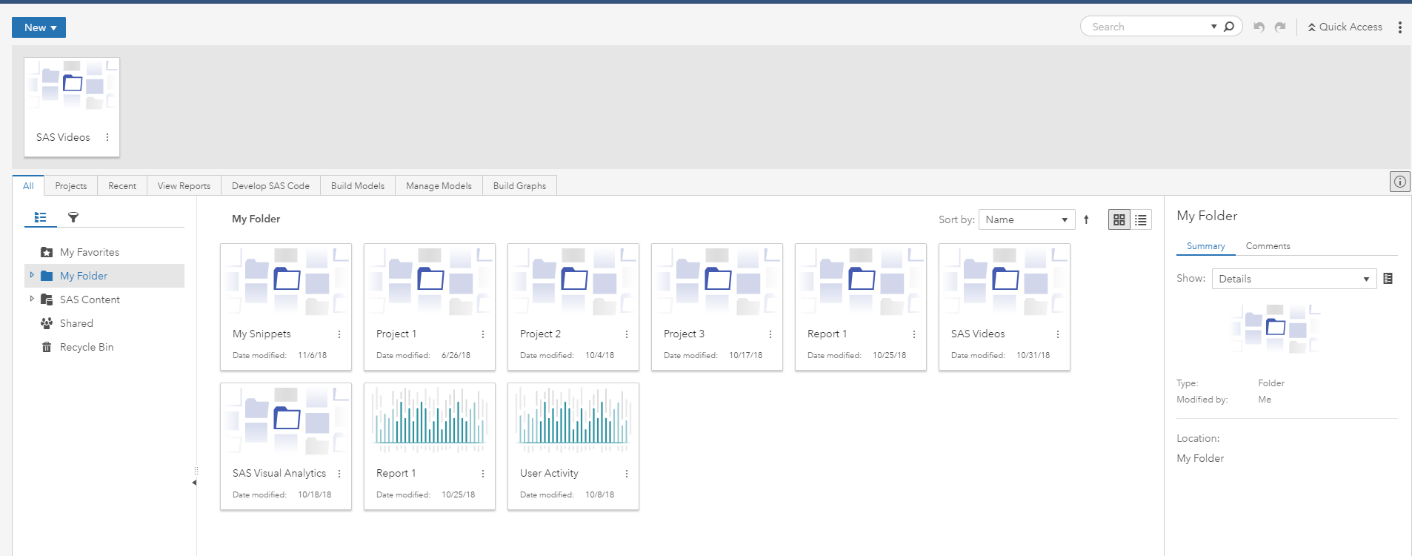 New
Search
Quick Access
SAS Videos
All Projects Recent View Reports Develop SAS Code Build Models Manage Models Build Graphs
My Favorites
My Folder
SAS Content
Shared
Recycle Bin
My Folder
Sort by: Name
My Snippets
Date modified: 11/6/18
Project 1
Date modified: 6/26/18
Project 2
Date modified: 10/4/18
Project 3
Date modified: 10/17/18
Report 1
Date modified: 10/25/18
SAS Videos
Date modified: 10/31/18
SAS Visual Analytics
Date modified: 10/18/18
Report 1
Date modified: 10/25/18
User Activity
Date modified: 10/8/18
My Folder
Summary Comments
Show: Details
Type: Folder
Modified by: Me
Location:
My Folder